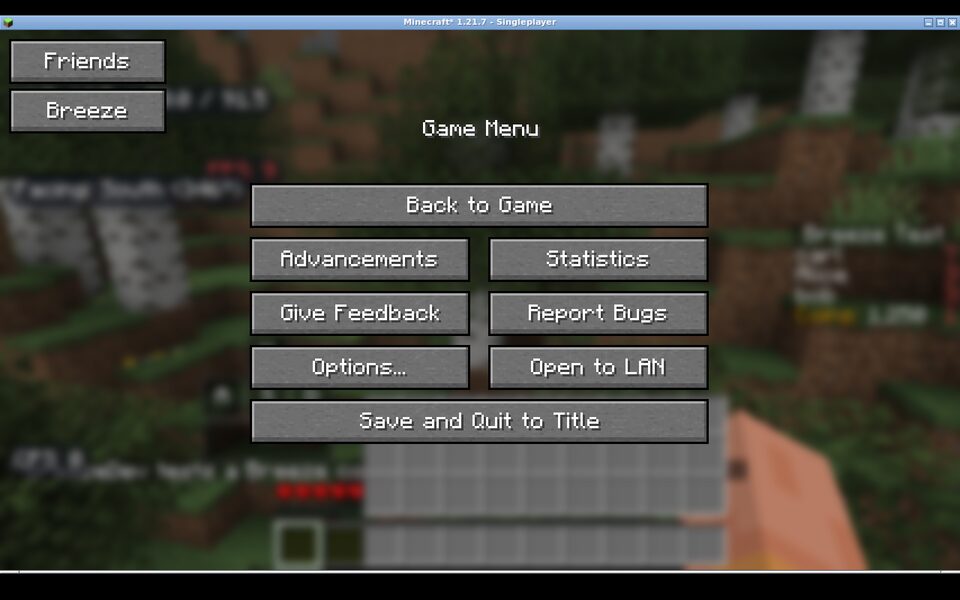 Minecraft* 1.21.7 - Singleplayer
Friends
Breeze
Game Menu
Back to Game
Advancements
Statistics
Give Feedback
Report Bugs
Options...
Open to LAN
Save and Quit to Title